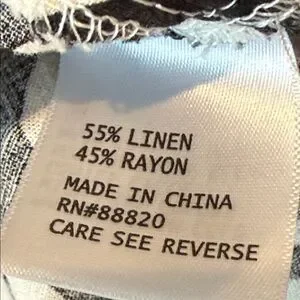 55% LINEN
45% RAYON
MADE IN CHINA
RN#88820
CARE SEE REVERSE